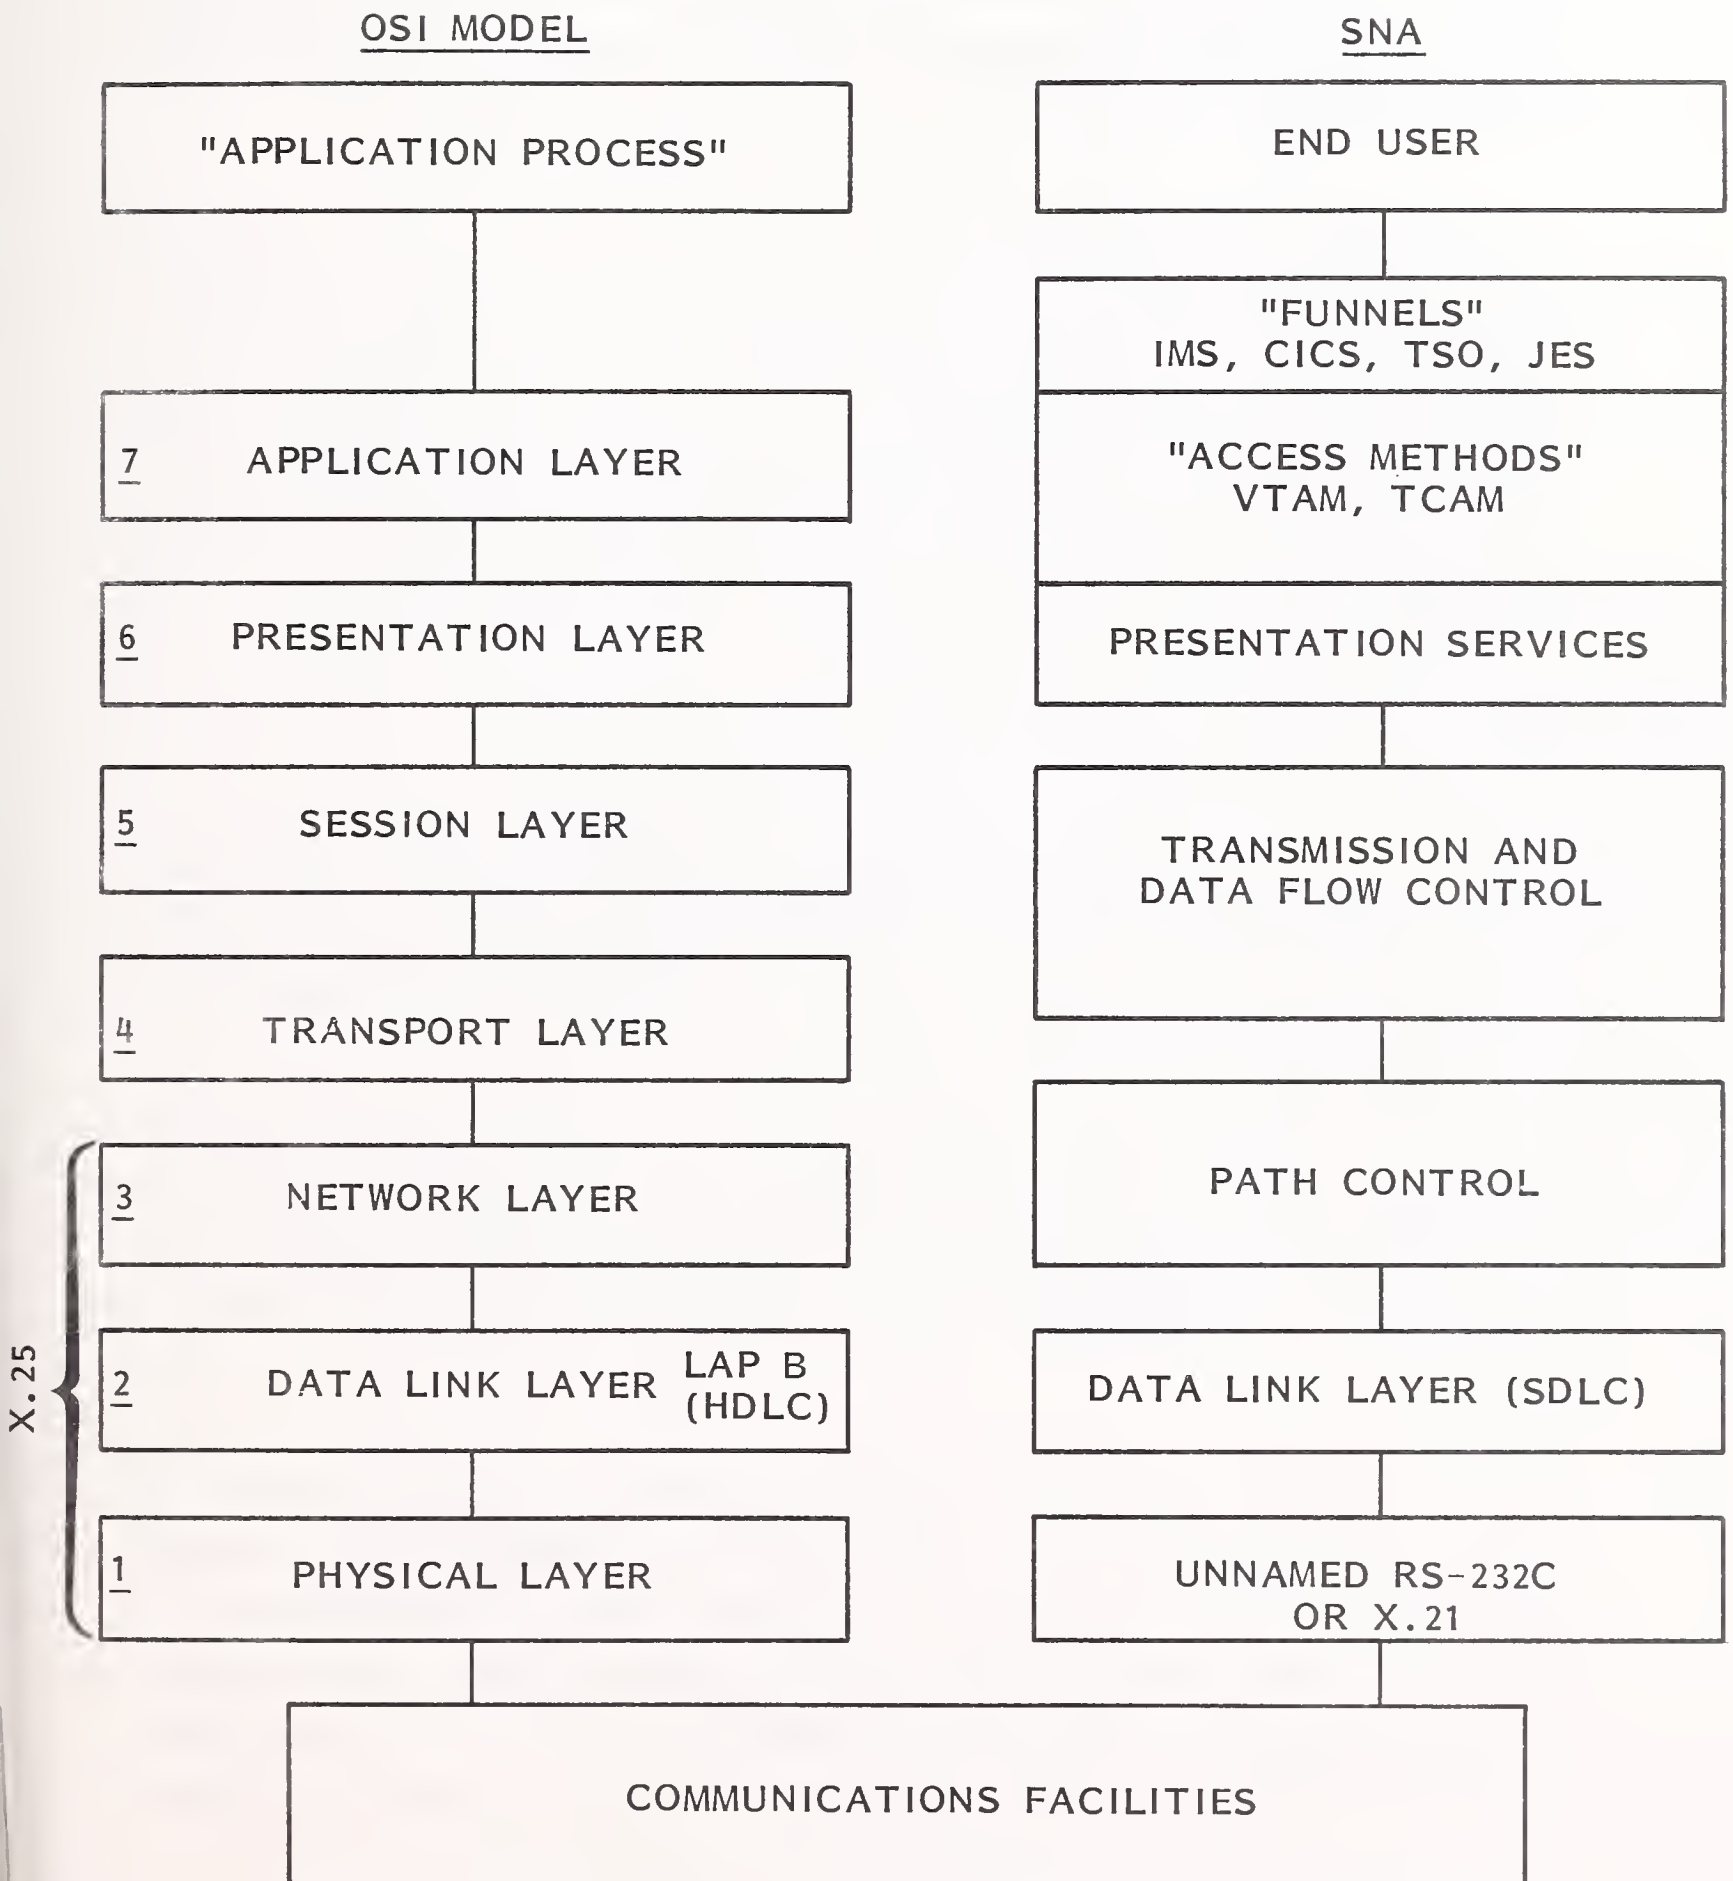 OSI MODEL
"APPLICATION PROCESS"
7 APPLICATION LAYER
6 PRESENTATION LAYER
5 SESSION LAYER
4 TRANSPORT LAYER
3 NETWORK LAYER
2 DATA LINK LAYER LAP B
(HDLC)
1 PHYSICAL LAYER
X.25
SNA
END USER
"FUNNELS"
IMS, CICS, TSO, JES
"ACCESS METHODS"
VTAM, TCAM
PRESENTATION SERVICES
TRANSMISSION AND
DATA FLOW CONTROL
PATH CONTROL
DATA LINK LAYER (SDLC)
UNNAMED RS-232C
OR X.21
COMMUNICATIONS FACILITIES